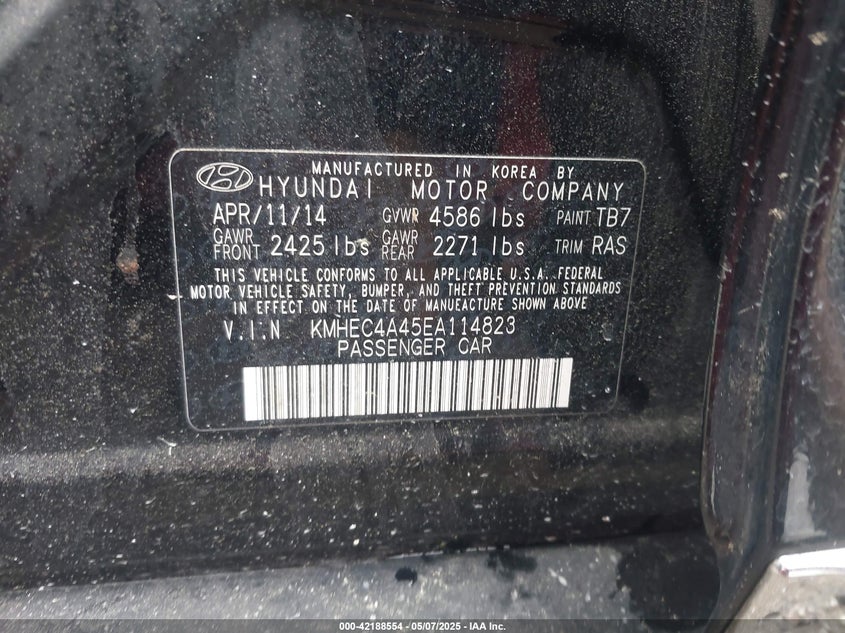 MANUFACTURED IN KOREA BY
HYUNDAI MOTOR COMPANY
APR/11/14 GVWR 4586 lbs PAINT TB7
GAWR FRONT 2425 lbs GAWR REAR 2271 lbs TRIM RAS
THIS VEHICLE CONFORMS TO ALL APPLICABLE U.S.A. FEDERAL
MOTOR VEHICLE SAFETY, BUMPER, AND THEFT PREVENTION STANDARDS
IN EFFECT ON THE DATE OF MANUFACTURE SHOWN ABOVE
V.I.N KMHEC4A45EA114823
PASSENGER CAR
000-42188554 | 05/07/2025 | IAA Inc.